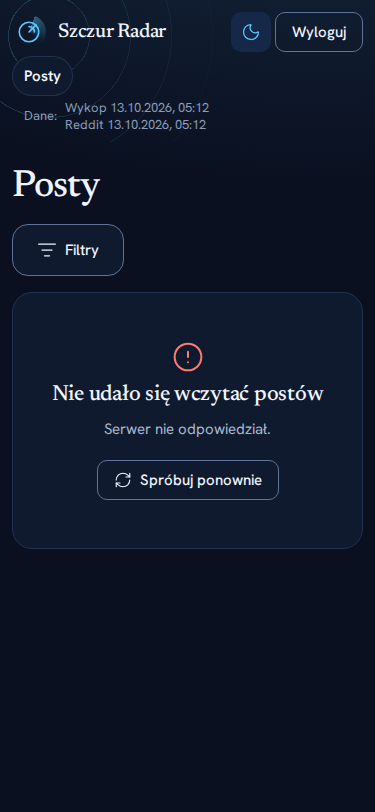 Szczur Radar
Wyloguj
Posty
Dane:
Wykop 13.10.2026, 05:12
Reddit 13.10.2026, 05:12
Posty
Filtry
Nie udało się wczytać postów
Serwer nie odpowiedział.
Spróbuj ponownie